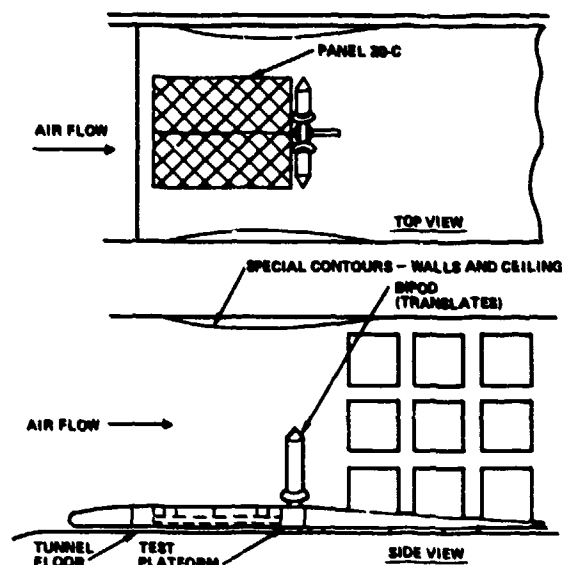 PANEL 30-C
AIR FLOW
TOP VIEW
SPECIAL CONTOURS – WALLS AND CEILING
BIPOD
(TRANSLATES)
AIR FLOW
TUNNEL
FLOOR
TEST
PLATFORM
SIDE VIEW